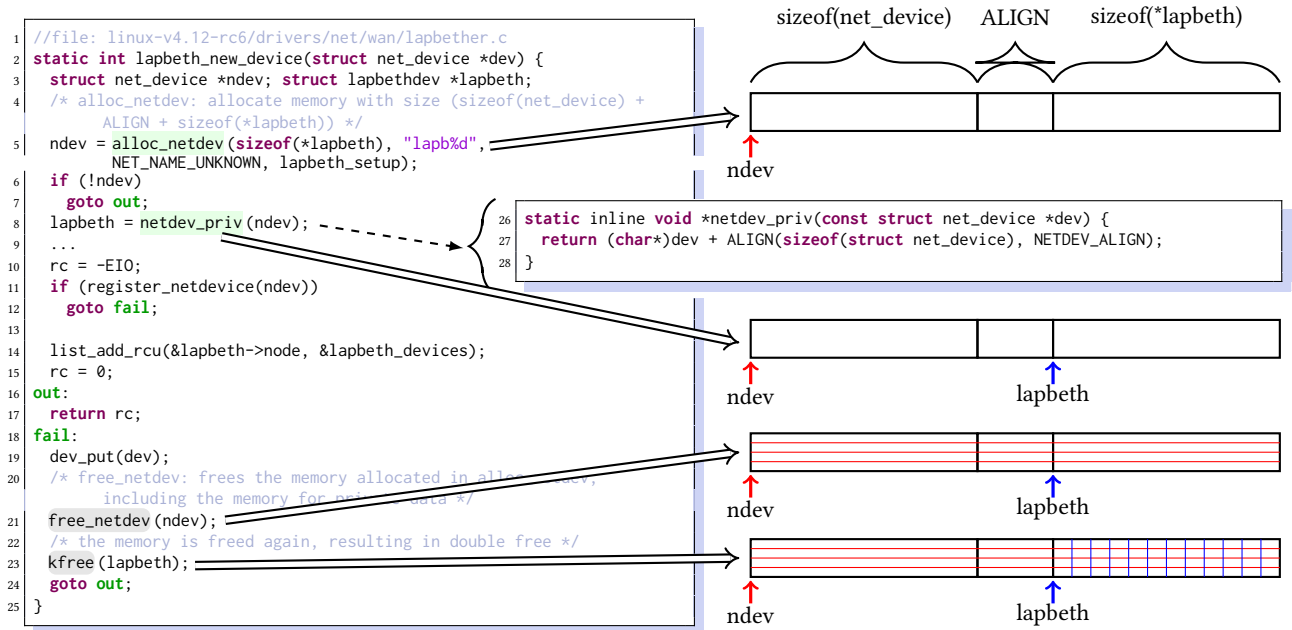 1 //file: linux-v4.12-rc6/drivers/net/wan/lapbether.c
2 static int lapbeth_new_device(struct net_device *dev) {
3 struct net_device *ndev; struct lapbethdev *lapbeth;
4 /* alloc_netdev: allocate memory with size (sizeof(net_device) +
ALIGN + sizeof(*lapbeth)) */
5 ndev = alloc_netdev(sizeof(*lapbeth), "lapb%d",
NET_NAME_UNKNOWN, lapbeth_setup);
6 if (!ndev)
7 goto out;
8 lapbeth = netdev_priv(ndev);
9 ...
10 rc = -EIO;
11 if (register_netdevice(ndev))
12 goto fail;
13
14 list_add_rcu(&lapbeth->node, &lapbeth_devices);
15 rc = 0;
16 out:
17 return rc;
18 fail:
19 dev_put(dev);
20 /* free_netdev: frees the memory allocated in
including the memory for data */
21 free_netdev(ndev);
22 /* the memory is freed again, resulting in double free */
23 kfree(lapbeth);
24 goto out;
25 }
26 static inline void *netdev_priv(const struct net_device *dev) {
27 return (char*)dev + ALIGN(sizeof(struct net_device), NETDEV_ALIGN);
28 }
sizeof(net_device) ALIGN sizeof(*lapbeth)
ndev
ndev lapbeth
ndev lapbeth
ndev lapbeth